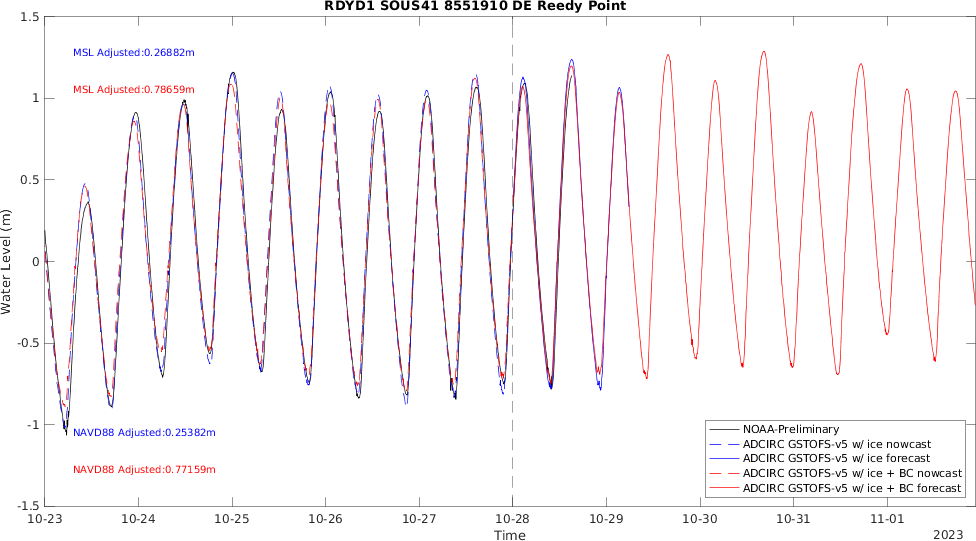 RDYD1 SOUS41 8551910 DE Reedy Point
1.5
MSL Adjusted:0.26882m
MSL Adjusted:0.78659m
1
0.5
0
-0.5
-1
-1.5
Water Level (m)
NAVD88 Adjusted:0.25382m
NAVD88 Adjusted:0.77159m
NOAA-Preliminary
ADCIRC GSTOFS-v5 w/ ice nowcast
ADCIRC GSTOFS-v5 w/ ice forecast
ADCIRC GSTOFS-v5 w/ ice + BC nowcast
ADCIRC GSTOFS-v5 w/ ice + BC forecast
10-23 10-24 10-25 10-26 10-27 10-28 10-29 10-30 10-31 11-01
Time
2023